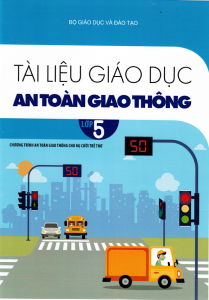 BỘ GIÁO DỤC VÀ ĐÀO TẠO
TÀI LIỆU GIÁO DỤC
AN TOÀN GIAO THÔNG
LỚP 5
CHƯƠNG TRÌNH AN TOÀN GIAO THÔNG CHO NỤ CƯỜI TRẺ THƠ
50
50